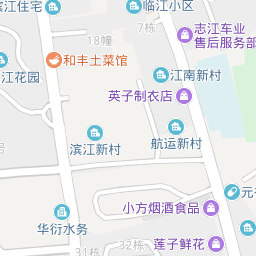 滨江住宅
临江小区
7栋
志江车业
售后服务部
18幢
和丰土菜馆
江花园
江南新村
英子制衣店
滨江新村
航运新村
号
元
小方烟酒食品
华衍水务
31栋
32栋
莲子鲜花